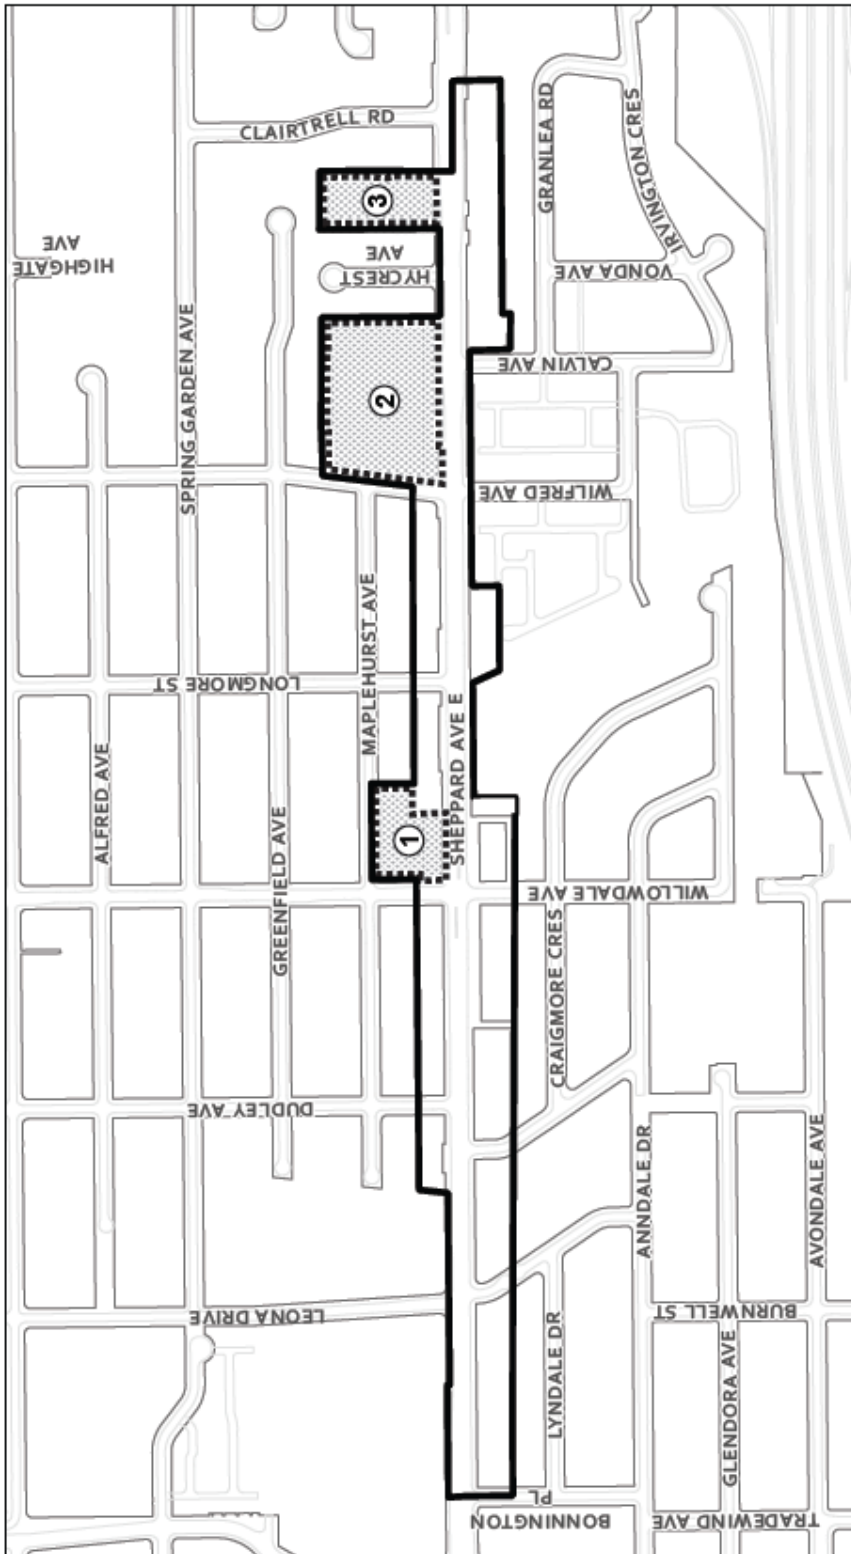 CLAIRTRELL RD
GRANLEA RD
IRVINGTON CRES
3
HIGHGATE
AVE
HYCREST
AVE
VONDA AVE
SPRING GARDEN AVE
CALVIN AVE
2
WILFRED AVE
MAPLEHURST AVE
LONGMORE ST
SHEPPARD AVE E
ALFRED AVE
1
GREENFIELD AVE
WILLOWDALE AVE
CRAIGMORE CRES
DUDLEY AVE
ANNDALE DR
AVONDALE AVE
LEONA DRIVE
BURNWELL ST
LYNDALE DR
GLENDORA AVE
BONNINGTON
PL
TRADEWIND AVE